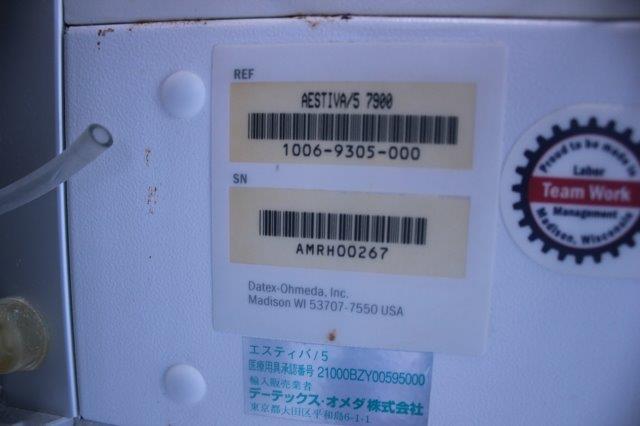 REF
AESTIVA/5 7900
1006-9305-000
SN
AMRH00267
Datex-Ohmeda, Inc.
Madison WI 53707-7550 USA
Proud to be made in
Labor
Team Work
Management
Madison, Wisconsin
エスティバ/5
医療用具承認番号 21000BZY00595000
輸入販売業者
データックス・オメダ株式会社
東京都大田区平和島6-1-1